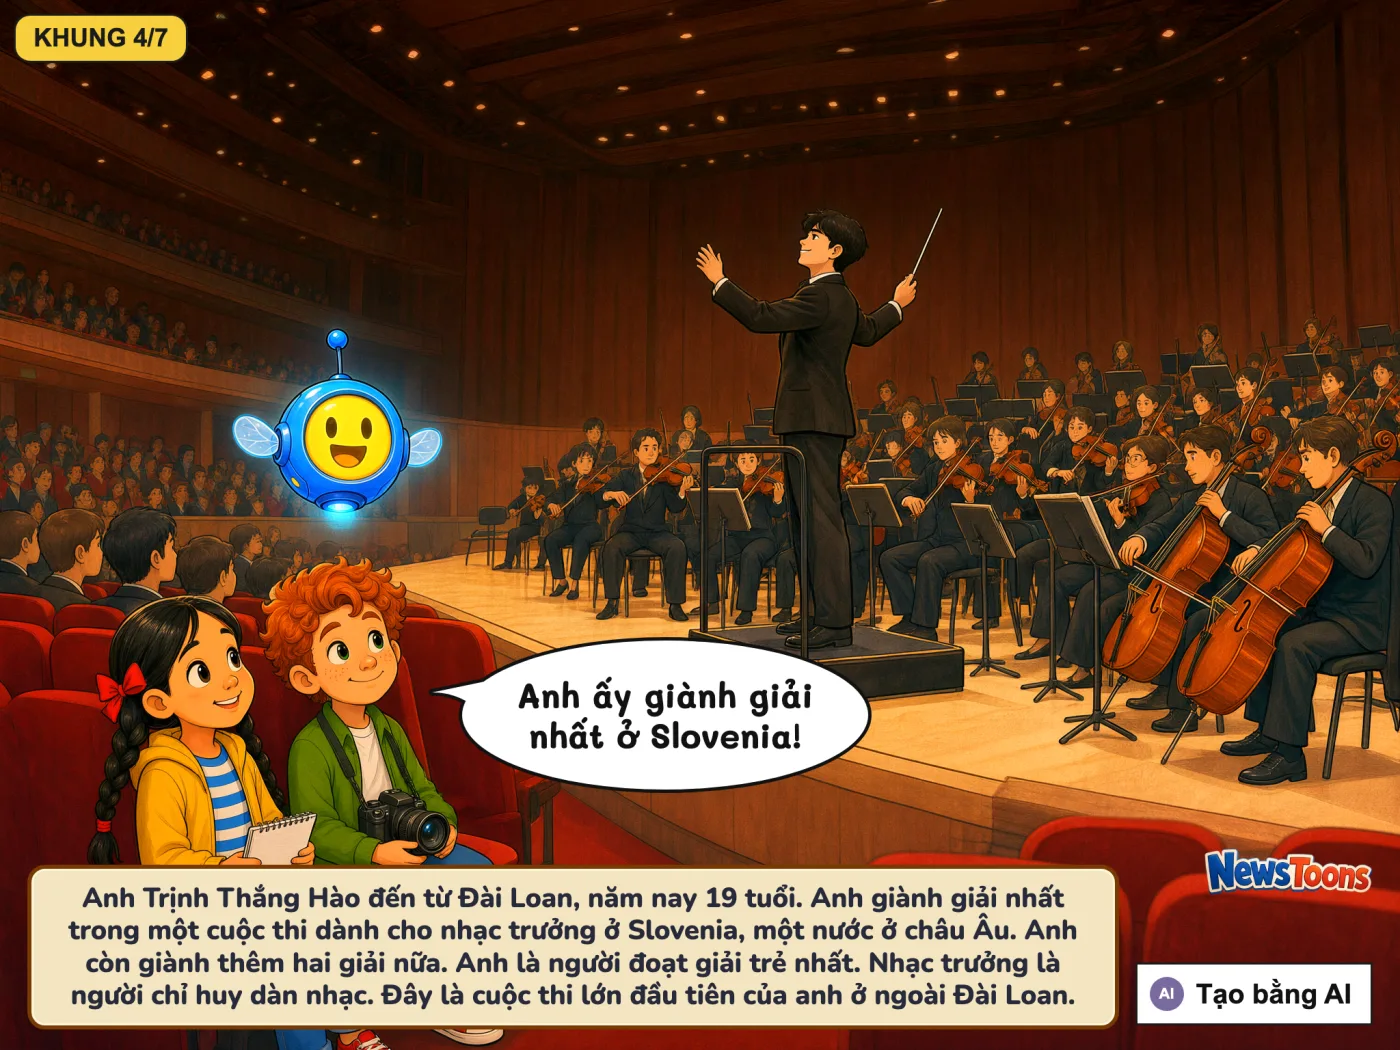 KHUNG 4/7
Anh ấy giành giải
nhất ở Slovenia!
Anh Trịnh Thắng Hào đến từ Đài Loan, năm nay 19 tuổi. Anh giành giải nhất
trong một cuộc thi dành cho nhạc trưởng ở Slovenia, một nước ở châu Âu. Anh
còn giành thêm hai giải nữa. Anh là người đoạt giải trẻ nhất. Nhạc trưởng là
người chỉ huy dàn nhạc. Đây là cuộc thi lớn đầu tiên của anh ở ngoài Đài Loan.
NewsToons
AI Tạo bằng AI